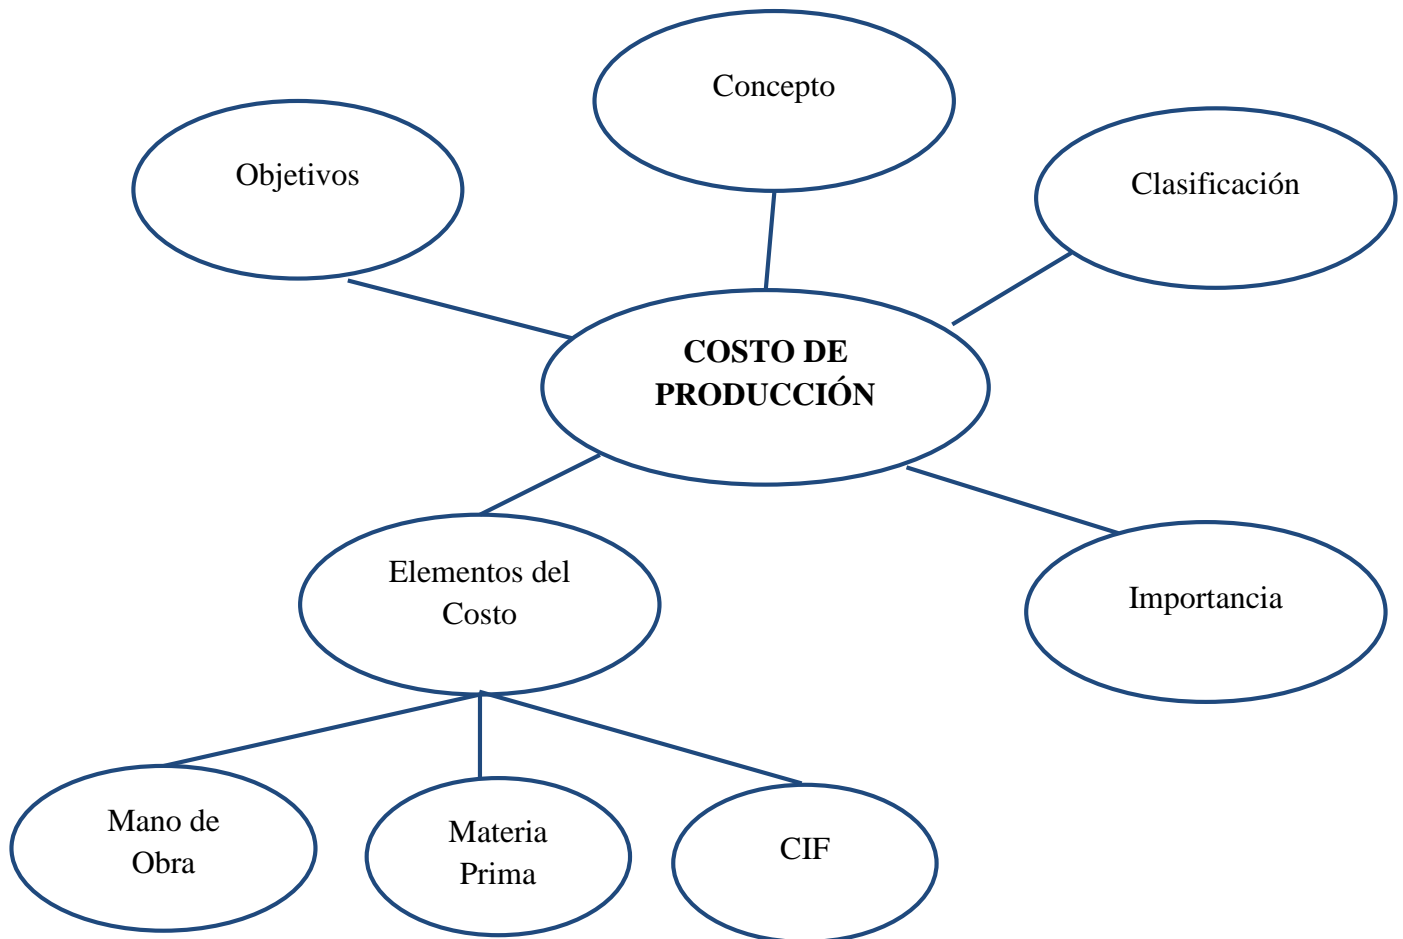 Concepto
Objetivos
Clasificación
COSTO DE
PRODUCCIÓN
Elementos del
Costo
Importancia
Mano de
Obra
Materia
Prima
CIF